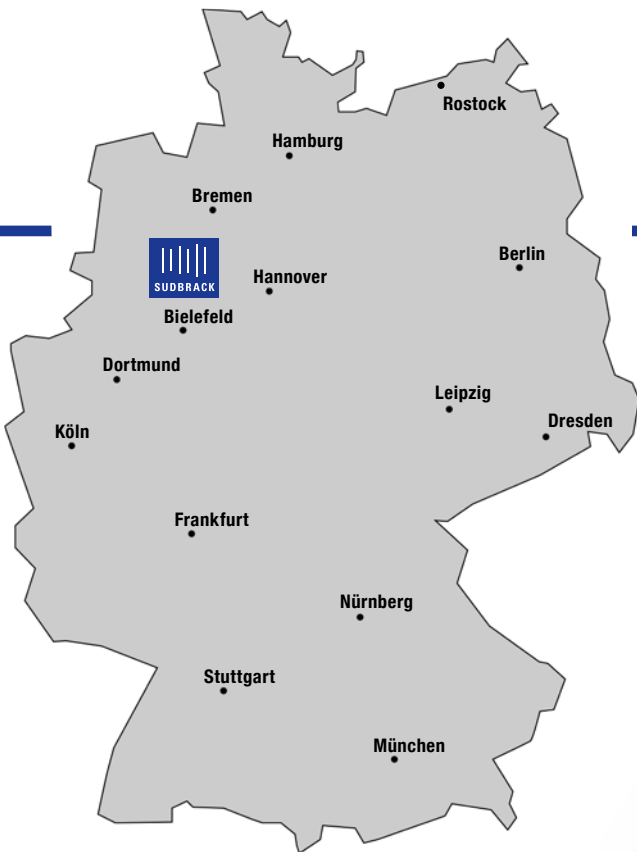 Rostock
Hamburg
Bremen
Berlin
SUDBRACK
Hannover
Bielefeld
Dortmund
Leipzig
Dresden
Köln
Frankfurt
Nürnberg
Stuttgart
München